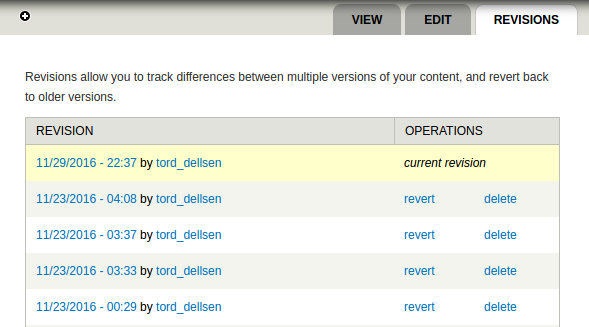 VIEW EDIT REVISIONS
Revisions allow you to track differences between multiple versions of your content, and revert back
to older versions.
REVISION OPERATIONS
11/29/2016 - 22:37 by tord_dellsen current revision
11/23/2016 - 04:08 by tord_dellsen revert delete
11/23/2016 - 03:37 by tord_dellsen revert delete
11/23/2016 - 03:33 by tord_dellsen revert delete
11/23/2016 - 00:29 by tord_dellsen revert delete